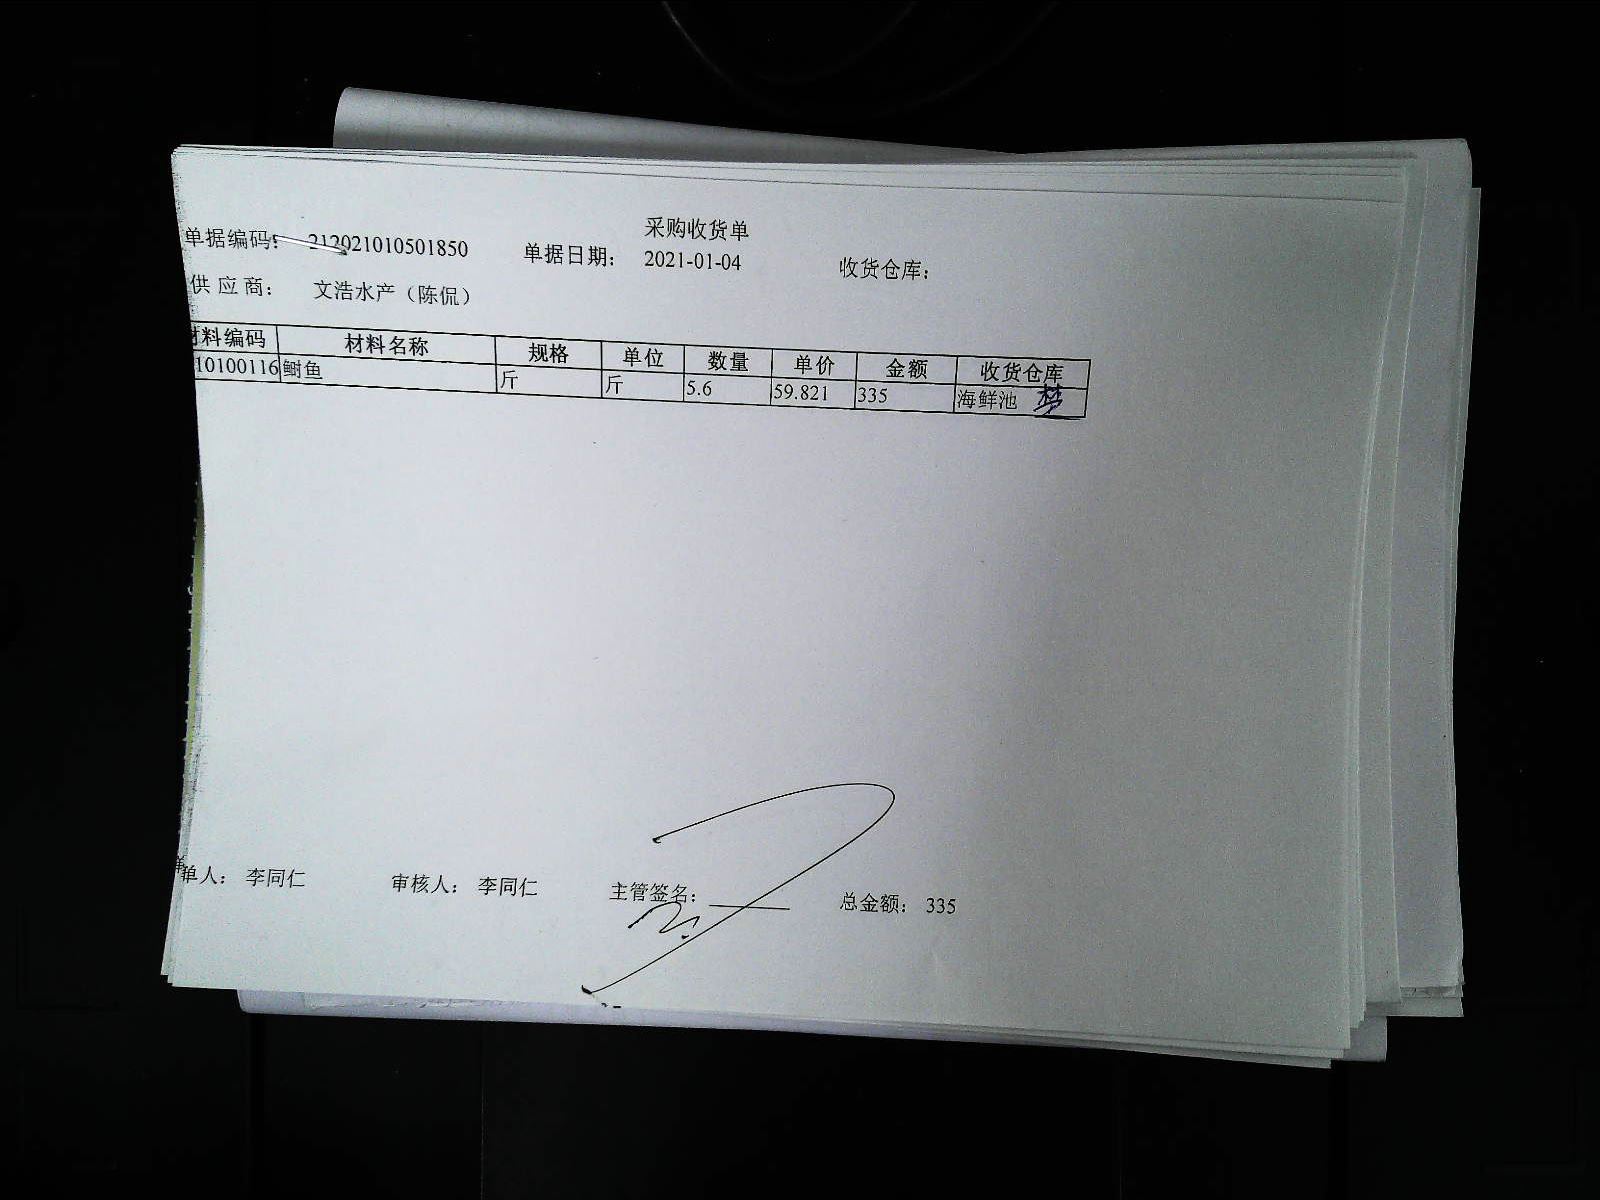 采购收货单
单据编码: 212021010501850 单据日期: 2021-01-04 收货仓库:
供应商: 文浩水产（陈侃）
材料编码 材料名称 规格 单位 数量 单价 金额 收货仓库
10100116 鲥鱼 斤 斤 5.6 59.821 335 海鲜池
单人: 李同仁 审核人: 李同仁 主管签名: 总金额: 335